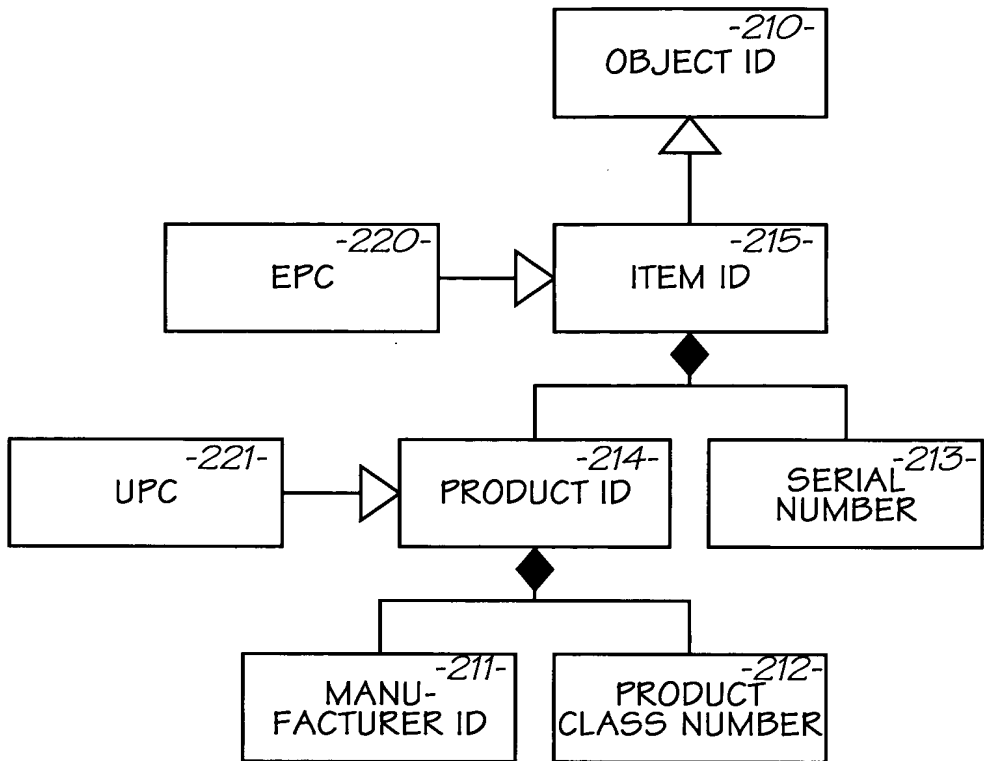 -210-
OBJECT ID
-220-
EPC
-215-
ITEM ID
-221-
UPC
-214-
PRODUCT ID
-213-
SERIAL
NUMBER
-211-
MANU-
FACTURER ID
-212-
PRODUCT
CLASS NUMBER